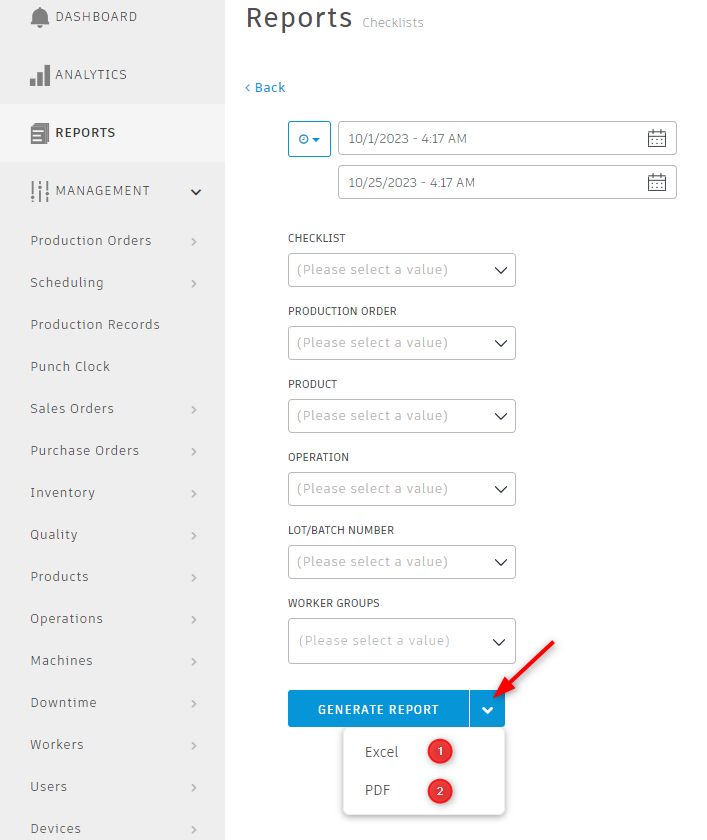 DASHBOARD
ANALYTICS
REPORTS
MANAGEMENT
Production Orders
Scheduling
Production Records
Punch Clock
Sales Orders
Purchase Orders
Inventory
Quality
Products
Operations
Machines
Downtime
Workers
Users
Devices
Reports Checklists
Back
10/1/2023 - 4:17 AM
10/25/2023 - 4:17 AM
CHECKLIST
(Please select a value)
PRODUCTION ORDER
(Please select a value)
PRODUCT
(Please select a value)
OPERATION
(Please select a value)
LOT/BATCH NUMBER
(Please select a value)
WORKER GROUPS
(Please select a value)
GENERATE REPORT
Excel 1
PDF 2